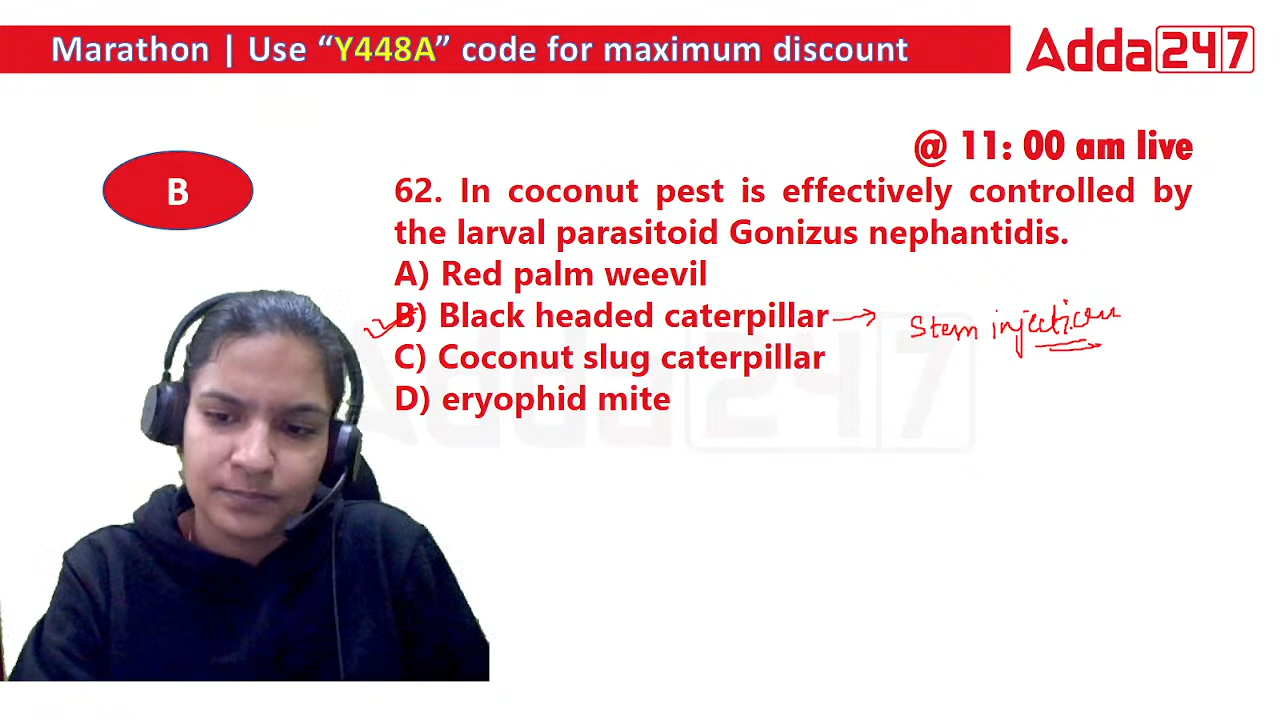 Marathon | Use “Y448A” code for maximum discount
Adda247
@ 11: 00 am live
B
62. In coconut pest is effectively controlled by
the larval parasitoid Gonizus nephantidis.
A) Red palm weevil
B) Black headed caterpillar → Stem injection
C) Coconut slug caterpillar
D) eryophid mite
Adda247